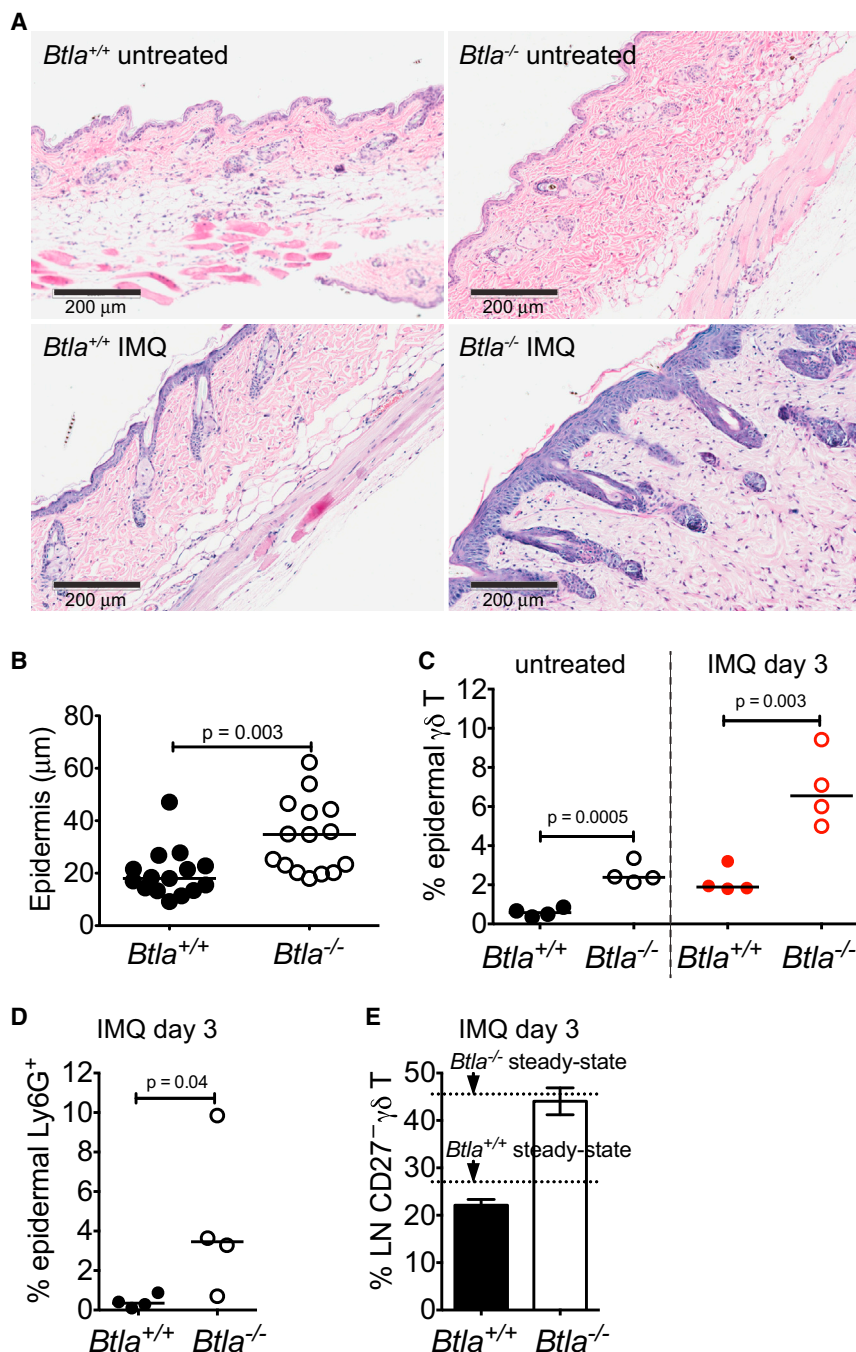 A
Btla+/+ untreated
Btla-/- untreated
200 µm
200 µm
Btla+/+ IMQ
Btla-/- IMQ
200 µm
200 µm
B
Epidermis (µm)
80
60
40
20
0
p = 0.003
Btla+/+
Btla-/-
C
untreated
IMQ day 3
% epidermal γδ T
12
10
8
6
4
2
0
p = 0.0005
p = 0.003
Btla+/+
Btla-/-
Btla+/+
Btla-/-
D
IMQ day 3
% epidermal Ly6G+
12
10
8
6
4
2
0
p = 0.04
Btla+/+
Btla-/-
E
IMQ day 3
% LN CD27− γδ T
50
40
30
20
10
0
Btla-/- steady-state
Btla+/+ steady-state
Btla+/+
Btla-/-